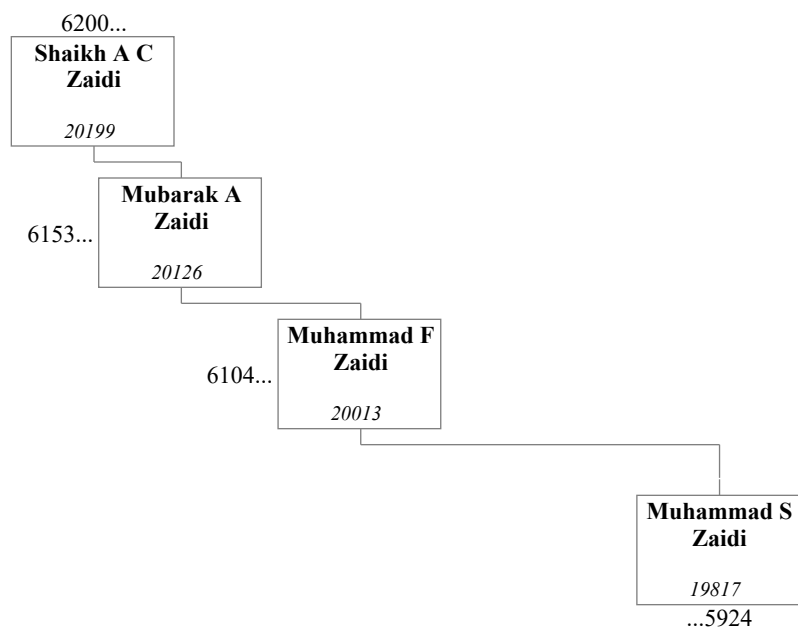 6200...
Shaikh A C
Zaidi
20199
Mubarak A
Zaidi
6153...
20126
Muhammad F
Zaidi
6104...
20013
Muhammad S
Zaidi
19817
...5924